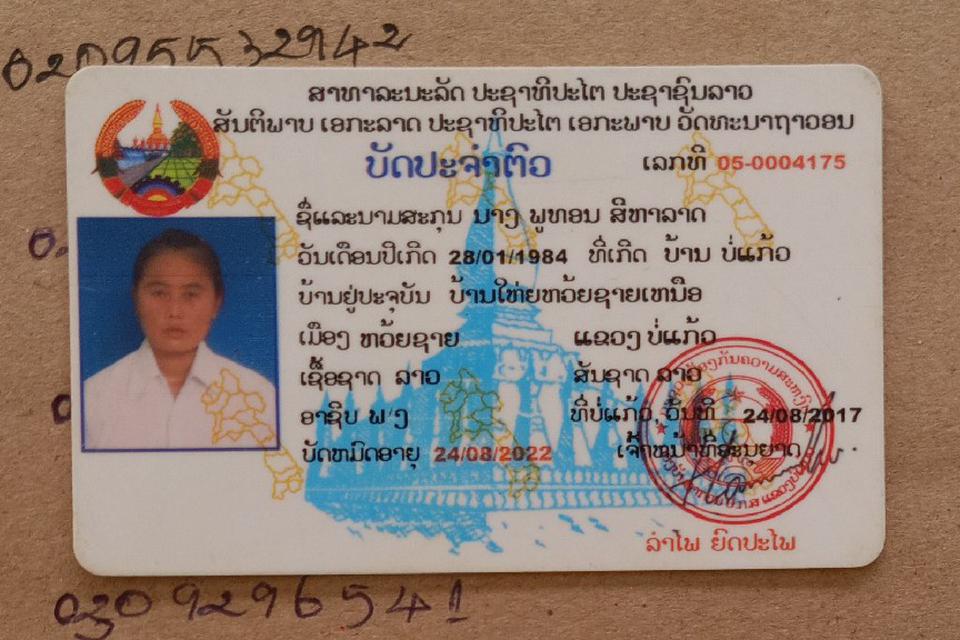 02095532942
ສາທາລະນະລັດ ປະຊາທິປະໄຕ ປະຊາຊົນລາວ
ສັນຕິພາບ ເອກະລາດ ປະຊາທິປະໄຕ ເອກະພາບ ວັດທະນາຖາວອນ
ບັດປະຈຳຕົວ ເລກທີ 05-0004175
ຊື່ແລະນາມສະກຸນ ນາງ ພູທອນ ສີຫາລາດ
ວັນເດືອນປີເກີດ 28/01/1984 ທີ່ເກີດ ບ້ານ ບໍ່ແກ້ວ
ບ້ານຢູ່ປະຈຸບັນ ບ້ານໃຫ່ຍຫວ້ຍຊາຍເຫນືອ
ເມືອງ ຫວ້ຍຊາຍ ແຂວງ ບໍ່ແກ້ວ
ເຊື້ອຊາດ ລາວ ສັນຊາດ ລາວ
ອາຊີບ ພ/ງ ທີ່ບໍ່ແກ້ວ, ວັນທີ 24/08/2017
ບັດຫມົດອາຍຸ 24/08/2022 ເຈົ້າຫນ້າທີ່ອະນຸຍາດ
ລຳໄພ ຍົດປະໄພ
0309296541